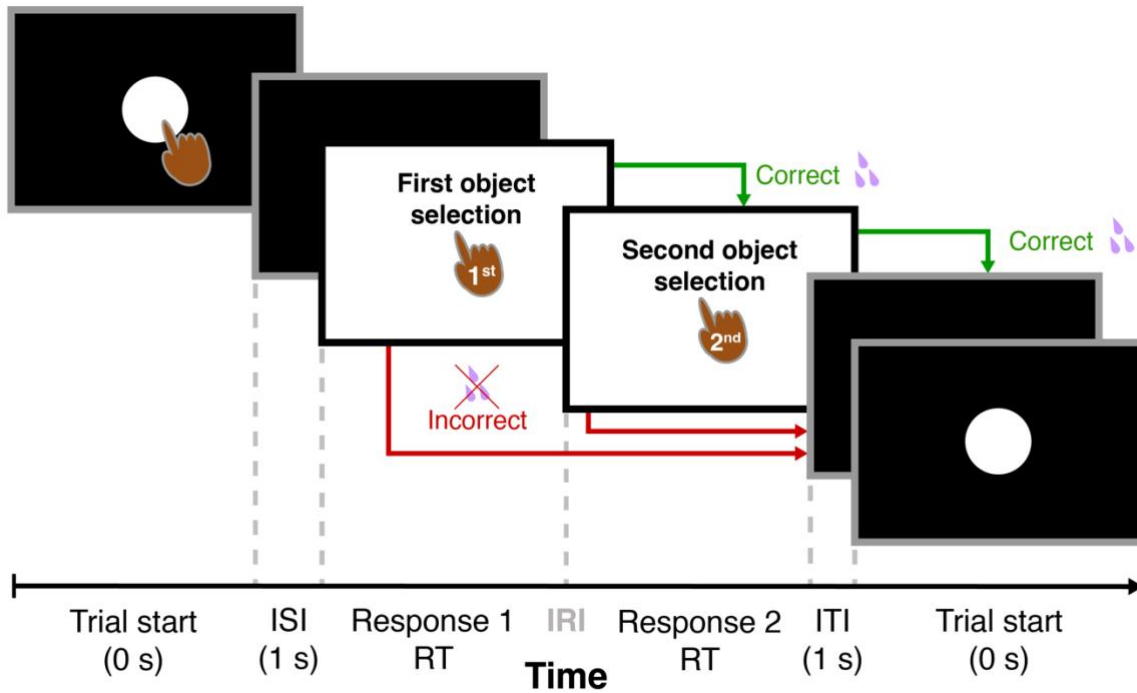 First object
selection
1st
Correct
Second object
selection
2nd
Correct
Incorrect
Trial start
(0 s)
ISI
(1 s)
Response 1
RT
IRI
Response 2
RT
ITI
(1 s)
Trial start
(0 s)
Time